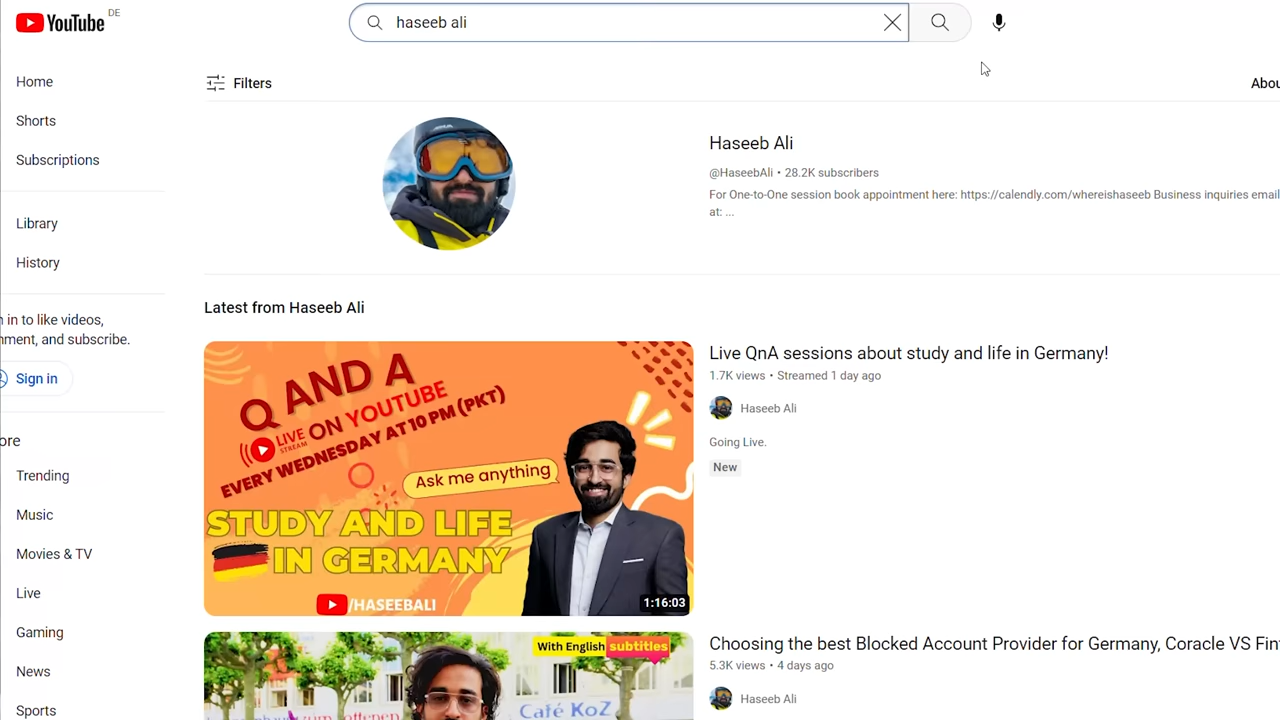 YouTube DE
haseeb ali
Home
Shorts
Subscriptions
Library
History
in to like videos,
and subscribe.
Sign in
Trending
Music
Movies & TV
Live
Gaming
News
Sports
Filters
Haseeb Ali
@HaseebAli • 28.2K subscribers
For One-to-One session book appointment here: https://calendly.com/whereishaseeb Business inquiries email
at: ...
Latest from Haseeb Ali
Q AND A
LIVE STREAM ON YOUTUBE
EVERY WEDNESDAY AT 10 PM (PKT)
Ask me anything
STUDY AND LIFE
IN GERMANY
/HASEEBALI
1:16:03
Live QnA sessions about study and life in Germany!
1.7K views • Streamed 1 day ago
Haseeb Ali
Going Live.
New
With English subtitles
Café KoZ
Choosing the best Blocked Account Provider for Germany, Coracle VS
5.3K views • 4 days ago
Haseeb Ali